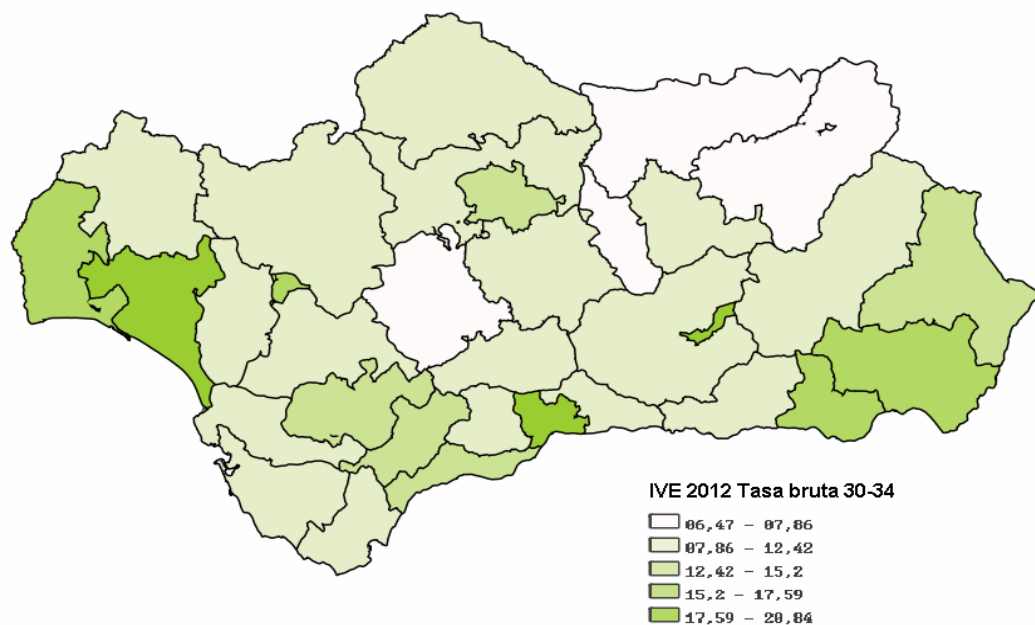 IVE 2012 Tasa bruta 30-34
06,47 - 07,86
07,86 - 12,42
12,42 - 15,2
15,2 - 17,59
17,59 - 20,84